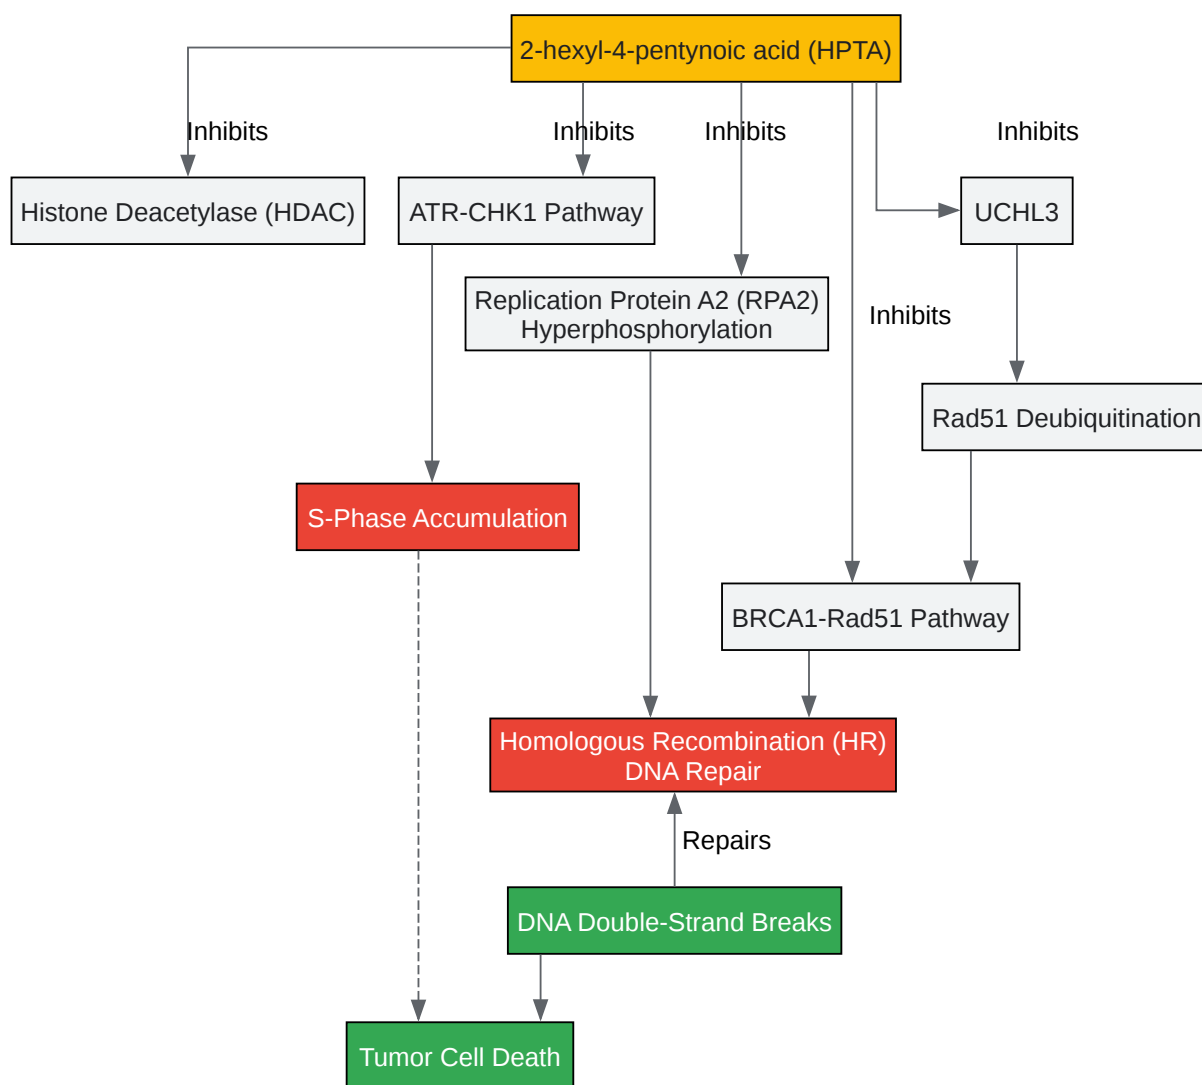 2-hexyl-4-pentynoic acid (HPTA)
Inhibits
Inhibits
Inhibits
Inhibits
Histone Deacetylase (HDAC)
ATR-CHK1 Pathway
UCHL3
Replication Protein A2 (RPA2)
Hyperphosphorylation
Inhibits
Rad51 Deubiquitination
S-Phase Accumulation
BRCA1-Rad51 Pathway
Homologous Recombination (HR)
DNA Repair
Repairs
DNA Double-Strand Breaks
Tumor Cell Death